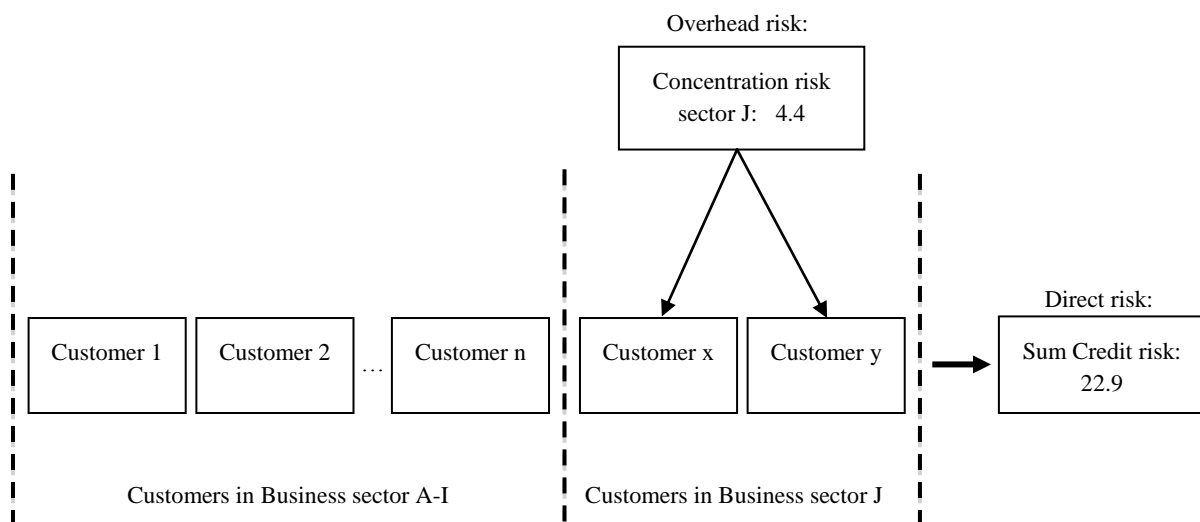 Overhead risk:
Concentration risk
sector J: 4.4
Customer 1
Customer 2
...
Customer n
Customer x
Customer y
Direct risk:
Sum Credit risk:
22.9
Customers in Business sector A-I
Customers in Business sector J